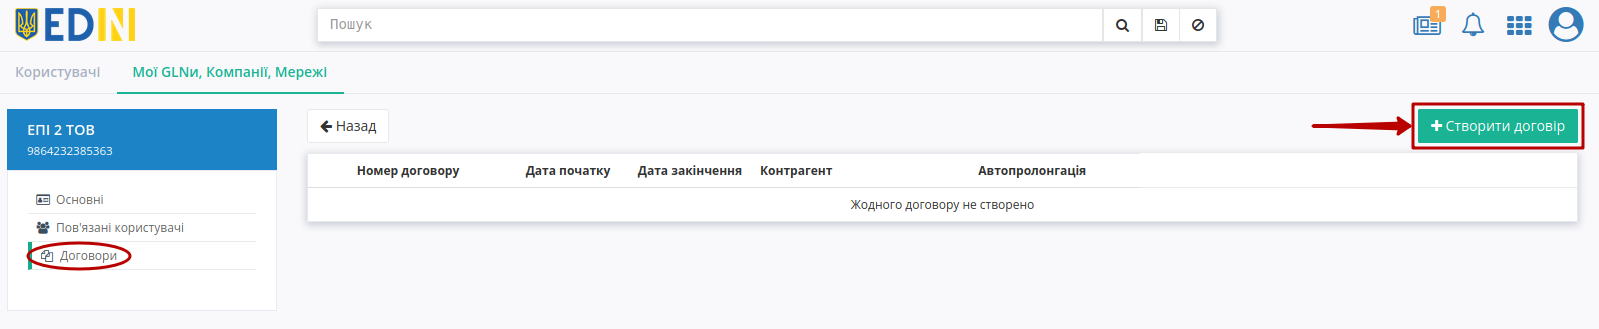 EDIN
Пошук
1
Користувачі
Мої GLNи, Компанії, Мережі
ЕПІ 2 ТОВ
9864232385363
Основні
Пов'язані користувачі
Договори
Назад
Створити договір
Номер договору Дата початку Дата закінчення Контрагент Автопролонгація
Жодного договору не створено